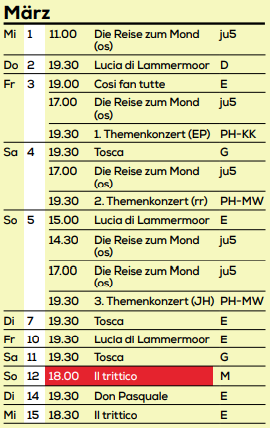 März
Mi 1 11.00 Die Reise zum Mond ju5
(os)
Do 2 19.30 Lucia di Lammermoor D
Fr 3 19.00 Cosi fan tutte E
17.00 Die Reise zum Mond ju5
(os)
19.30 1. Themenkonzert (EP) PH-KK
Sa 4 19.30 Tosca G
17.00 Die Reise zum Mond ju5
(os)
19.30 2. Themenkonzert (rr) PH-MW
So 5 15.00 Lucia di Lammermoor E
14.30 Die Reise zum Mond ju5
(os)
17.00 Die Reise zum Mond ju5
(os)
19.30 3. Themenkonzert (JH) PH-MW
Di 7 19.30 Tosca E
Fr 10 19.30 Lucia di Lammermoor E
Sa 11 19.30 Tosca G
So 12 18.00 Il trittico M
Di 14 19.30 Don Pasquale E
Mi 15 18.30 Il trittico E